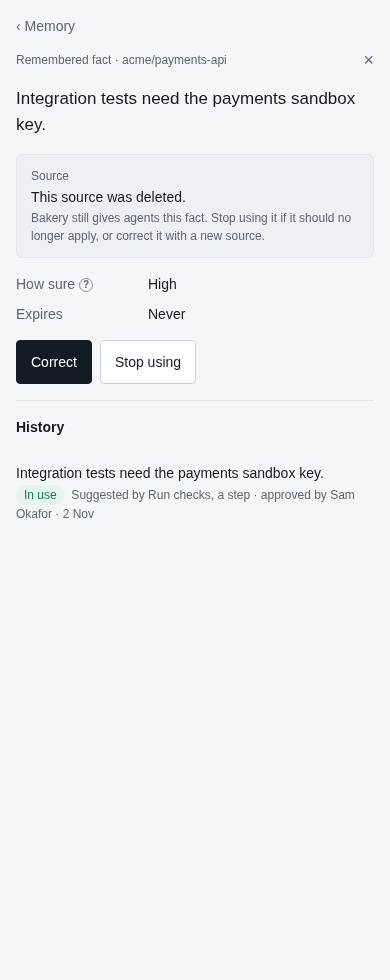 ‹ Memory
Remembered fact · acme/payments-api ×
Integration tests need the payments sandbox
key.
Source
This source was deleted.
Bakery still gives agents this fact. Stop using it if it should no
longer apply, or correct it with a new source.
How sure ? High
Expires Never
Correct Stop using
History
Integration tests need the payments sandbox key.
In use Suggested by Run checks, a step · approved by Sam
Okafor · 2 Nov